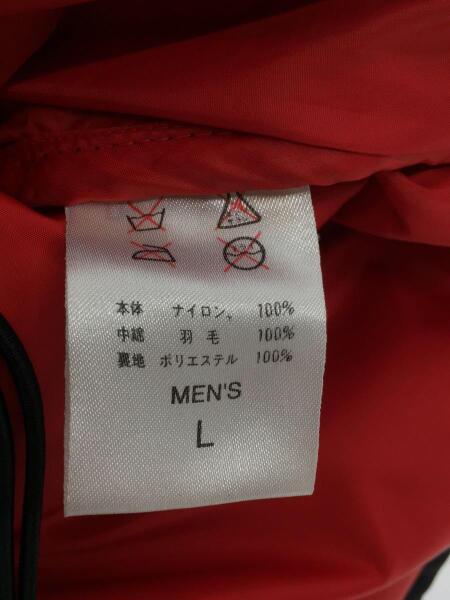 本体 ナイロン 100%
中綿 羽毛 100%
裏地 ポリエステル 100%
MEN'S
L